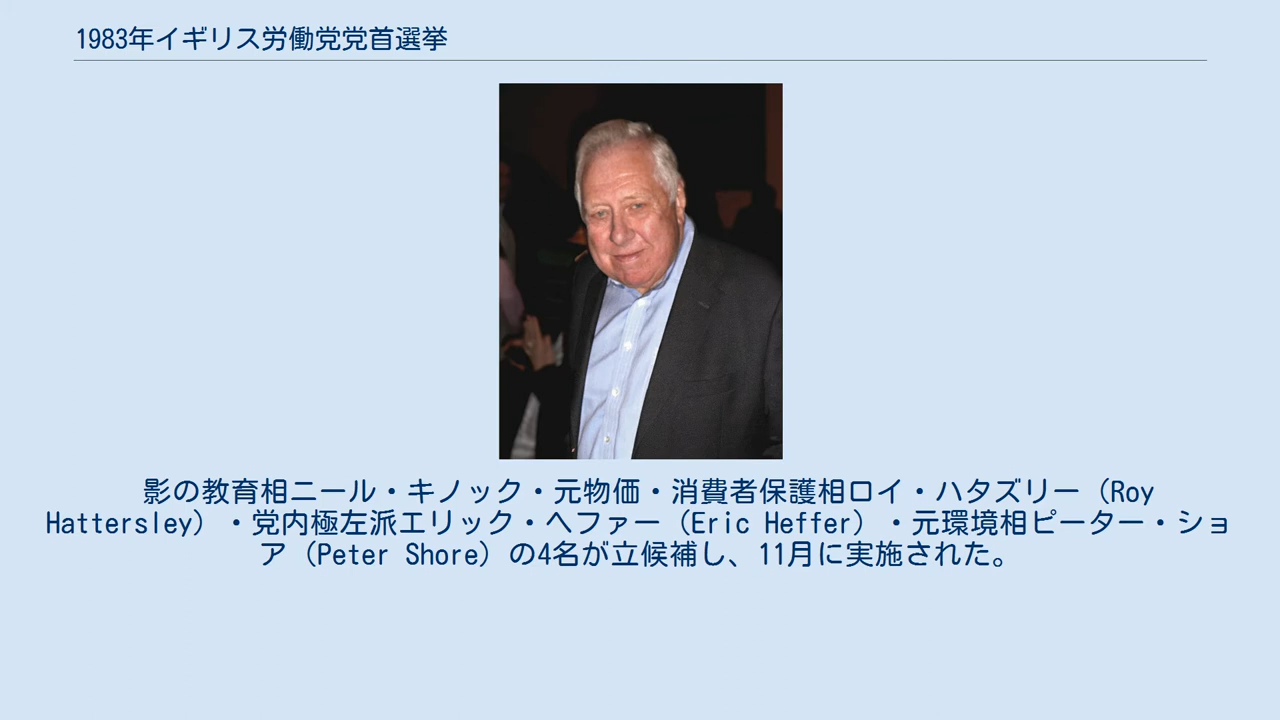 1983年イギリス労働党党首選挙
影の教育相ニール・キノック・元物価・消費者保護相ロイ・ハタズリー（Roy
Hattersley）・党内極左派エリック・ヘファー（Eric Heffer）・元環境相ピーター・ショ
ア（Peter Shore）の4名が立候補し、11月に実施された。